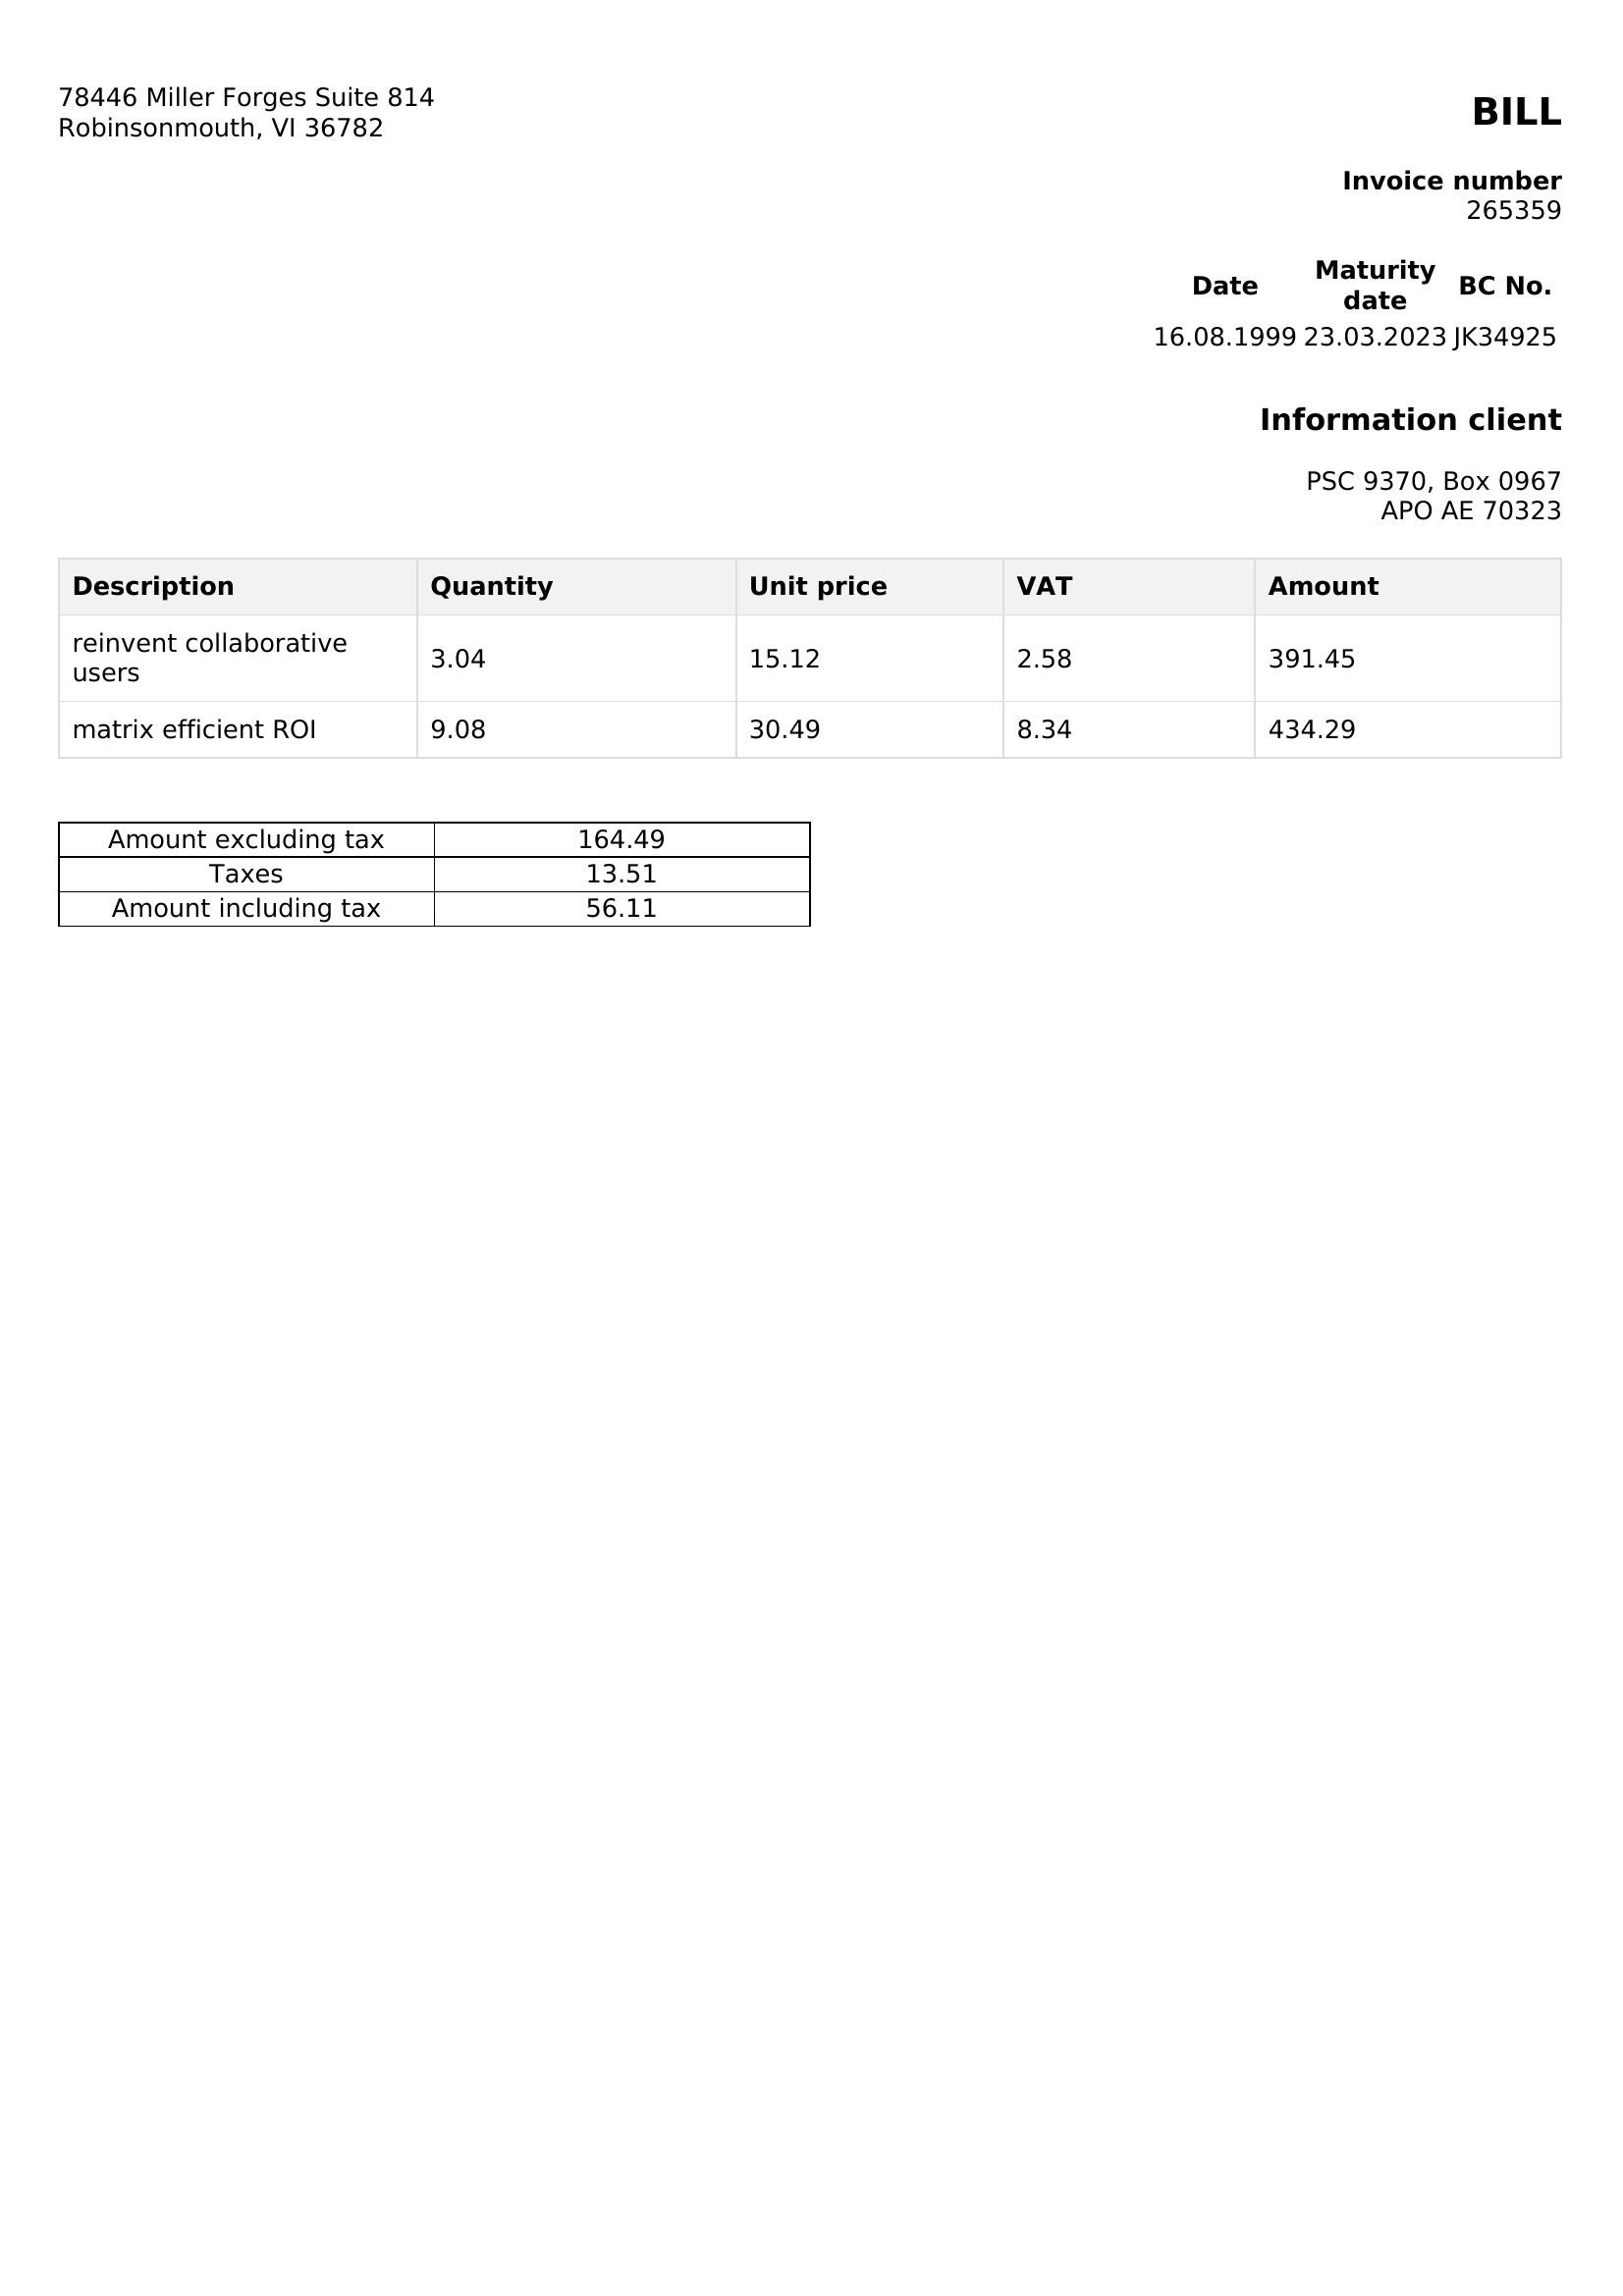 78446 Miller Forges Suite 814
Robinsonmouth, VI 36782
BILL
Invoice number
265359
Date Maturity date BC No.
16.08.1999 23.03.2023 JK34925
Information client
PSC 9370, Box 0967
APO AE 70323
Description Quantity Unit price VAT Amount
reinvent collaborative
users 3.04 15.12 2.58 391.45
matrix efficient ROI 9.08 30.49 8.34 434.29
Amount excluding tax 164.49
Taxes 13.51
Amount including tax 56.11